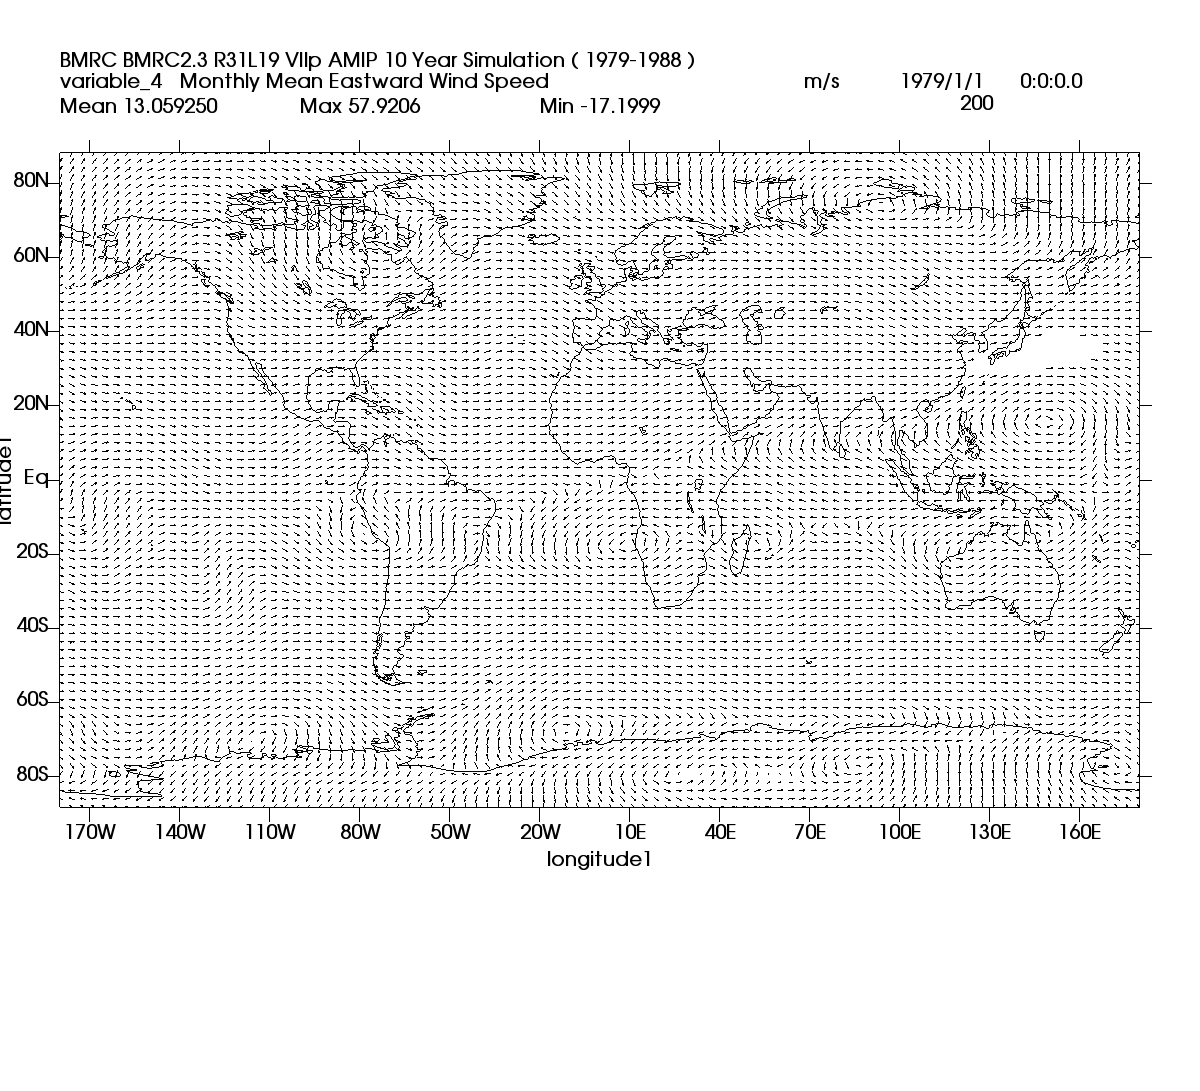 BMRC BMRC2.3 R31L19 VIIp AMIP 10 Year Simulation ( 1979-1988 )
variable_4 Monthly Mean Eastward Wind Speed m/s 1979/1/1 0:0:0.0
Mean 13.059250 Max 57.9206 Min -17.1999 200
80N
60N
40N
20N
Eq
20S
40S
60S
80S
latitude1
170W 140W 110W 80W 50W 20W 10E 40E 70E 100E 130E 160E
longitude1